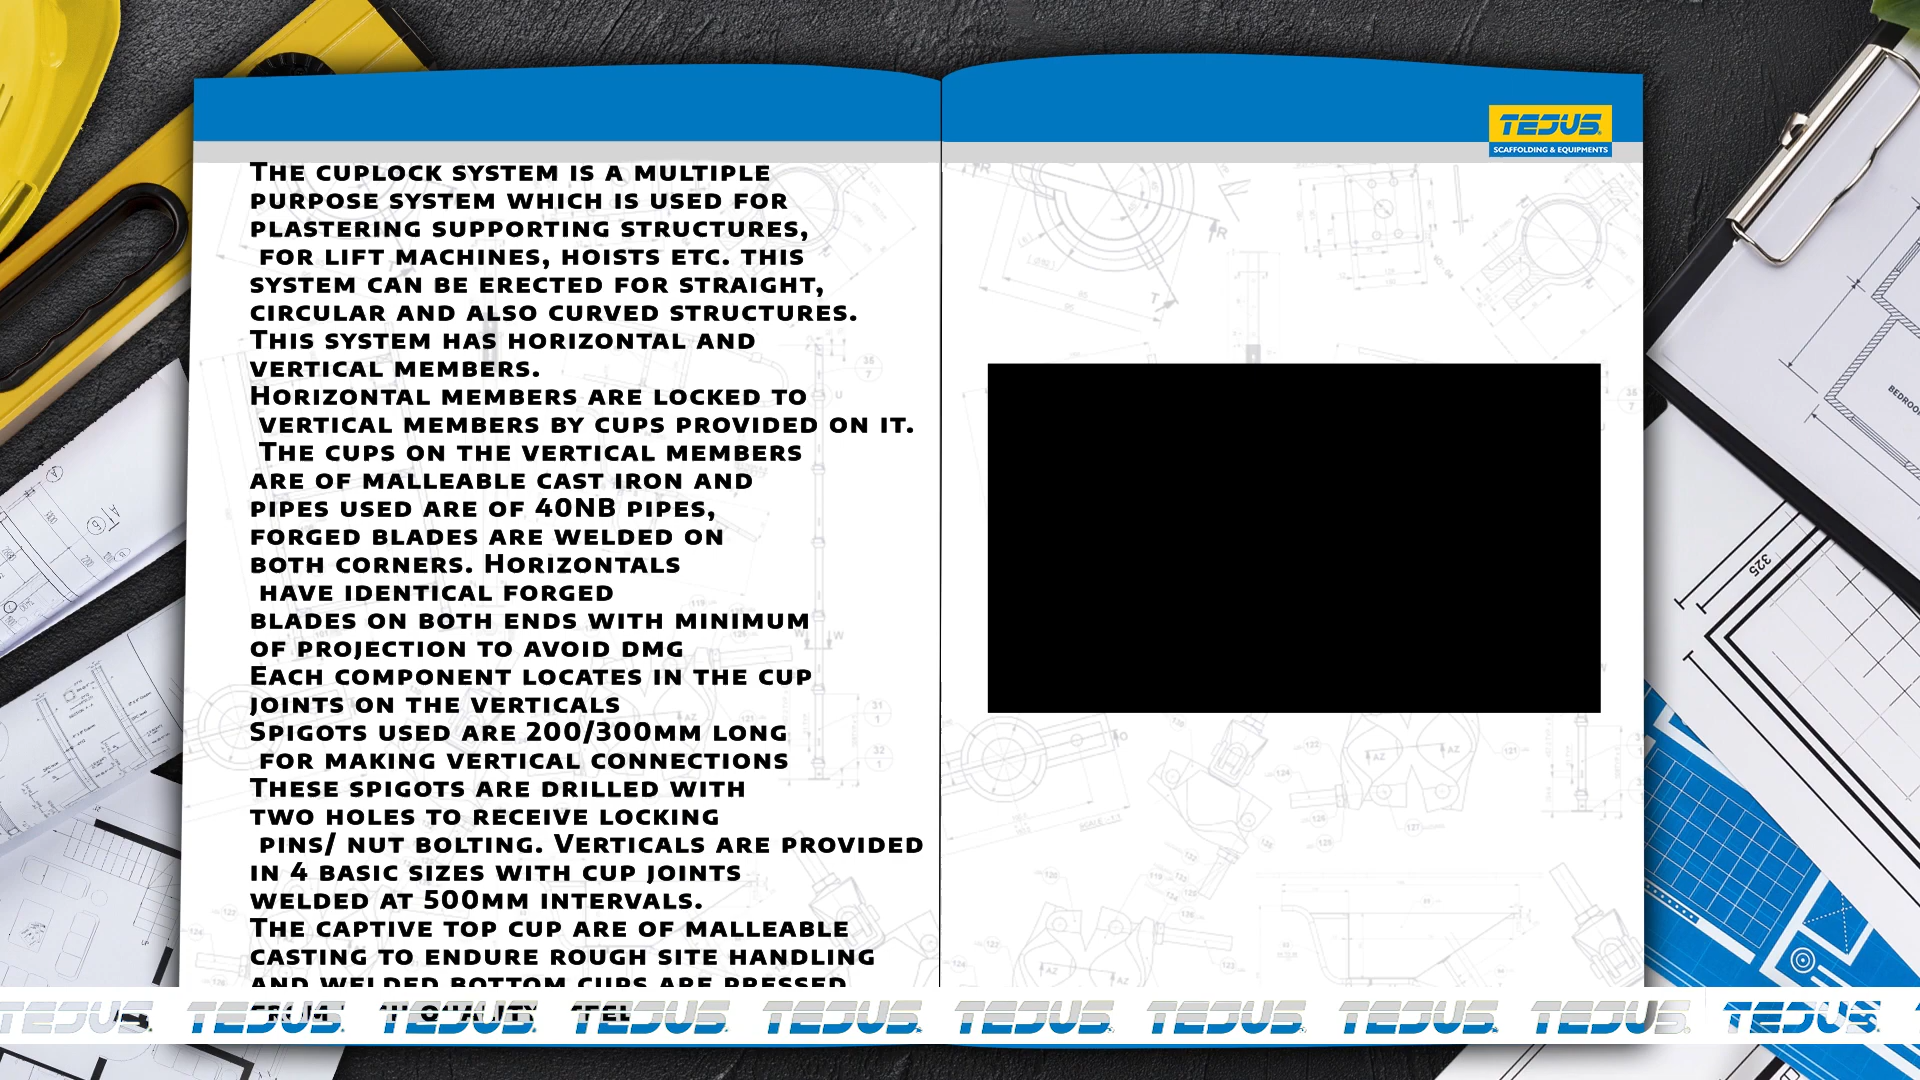 TEJUS
SCAFFOLDING & EQUIPMENTS
The cuplock system is a multiple
purpose system which is used for
plastering supporting structures,
for lift machines, hoists etc. this
system can be erected for straight,
circular and also curved structures.
This system has horizontal and
vertical members.
Horizontal members are locked to
vertical members by cups provided on it.
The cups on the vertical members
are of malleable cast iron and
pipes used are of 40NB pipes,
forged blades are welded on
both corners. Horizontals
have identical forged
blades on both ends with minimum
of projection to avoid dmg
Each component locates in the cup
joints on the verticals
Spigots used are 200/300mm long
for making vertical connections
These spigots are drilled with
two holes to receive locking
pins/ nut bolting. Verticals are provided
in 4 basic sizes with cup joints
welded at 500mm intervals.
The captive top cup are of malleable
casting to endure rough site handling
and welded bottom cups are pressed
TEJUS TEJUS TEJUS TEJUS TEJUS TEJUS TEJUS TEJUS TEJUS TEJUS
325